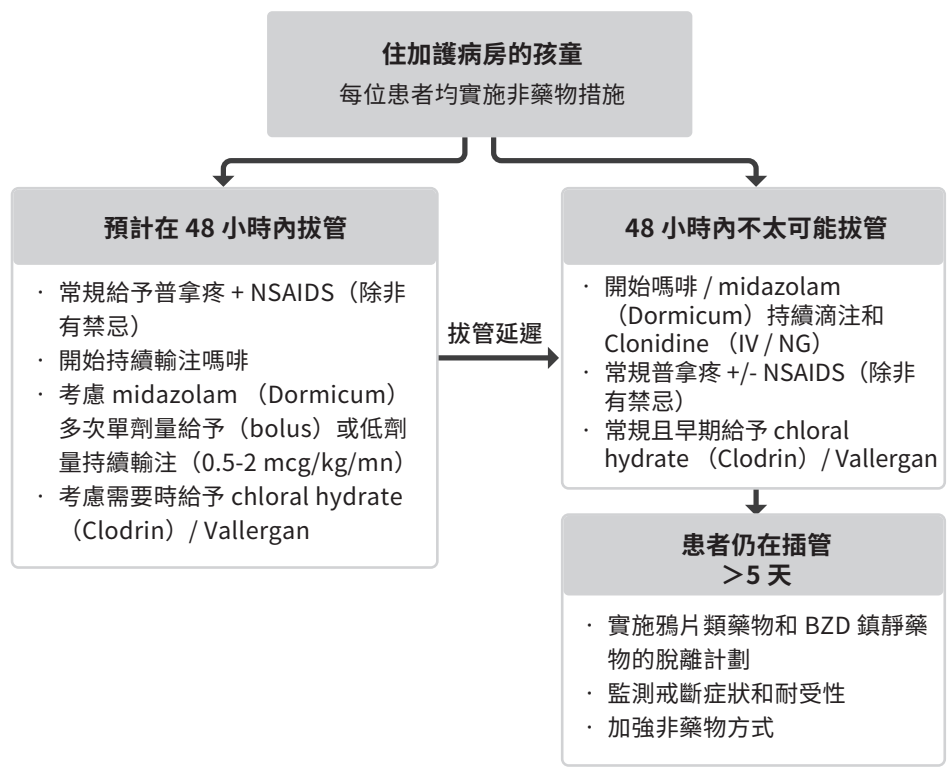 住加護病房的孩童
每位患者均實施非藥物措施
預計在 48 小時內拔管
· 常規給予普拿疼 + NSAIDS（除非
有禁忌）
· 開始持續輸注嗎啡
· 考慮 midazolam （Dormicum）
多次單劑量給予（bolus）或低劑
量持續輸注（0.5-2 mcg/kg/mn）
· 考慮需要時給予 chloral hydrate
（Clodrin）/ Vallergan
拔管延遲
48 小時內不太可能拔管
· 開始嗎啡 / midazolam
（Dormicum）持續滴注和
Clonidine （IV / NG）
· 常規普拿疼 +/- NSAIDS（除非
有禁忌）
· 常規且早期給予 chloral
hydrate （Clodrin）/ Vallergan
患者仍在插管
＞5 天
· 實施鴉片類藥物和 BZD 鎮靜藥
物的脫離計劃
· 監測戒斷症狀和耐受性
· 加強非藥物方式